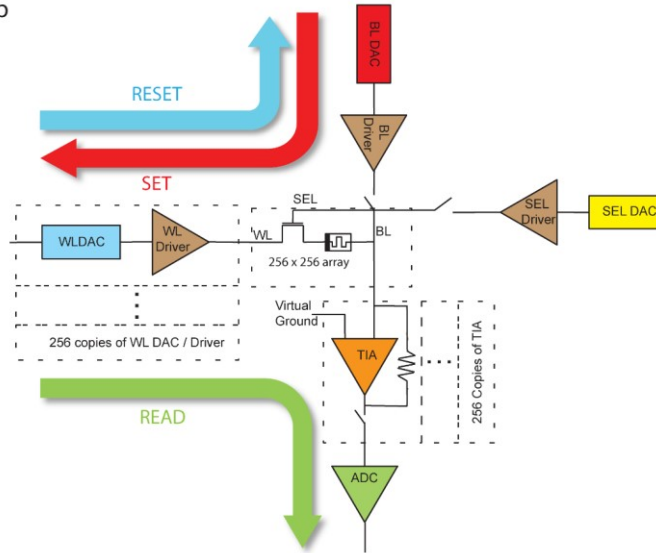 b
BL DAC
RESET
BL
Driver
SET
SEL
SEL
Driver
SEL DAC
WLDAC
WL
Driver
WL
BL
256 x 256 array
Virtual
Ground
256 copies of WL DAC / Driver
TIA
256 Copies of TIA
READ
ADC